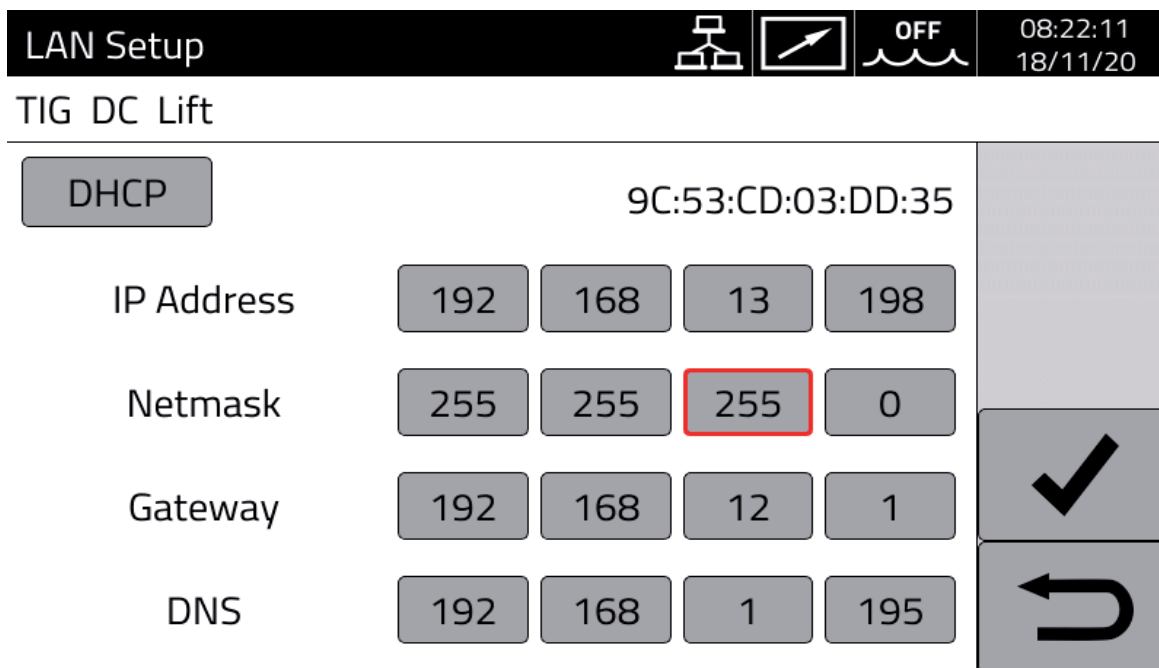 LAN Setup
OFF
08:22:11
18/11/20
TIG DC Lift
DHCP
9C:53:CD:03:DD:35
IP Address 192 168 13 198
Netmask 255 255 255 0
Gateway 192 168 12 1
DNS 192 168 1 195